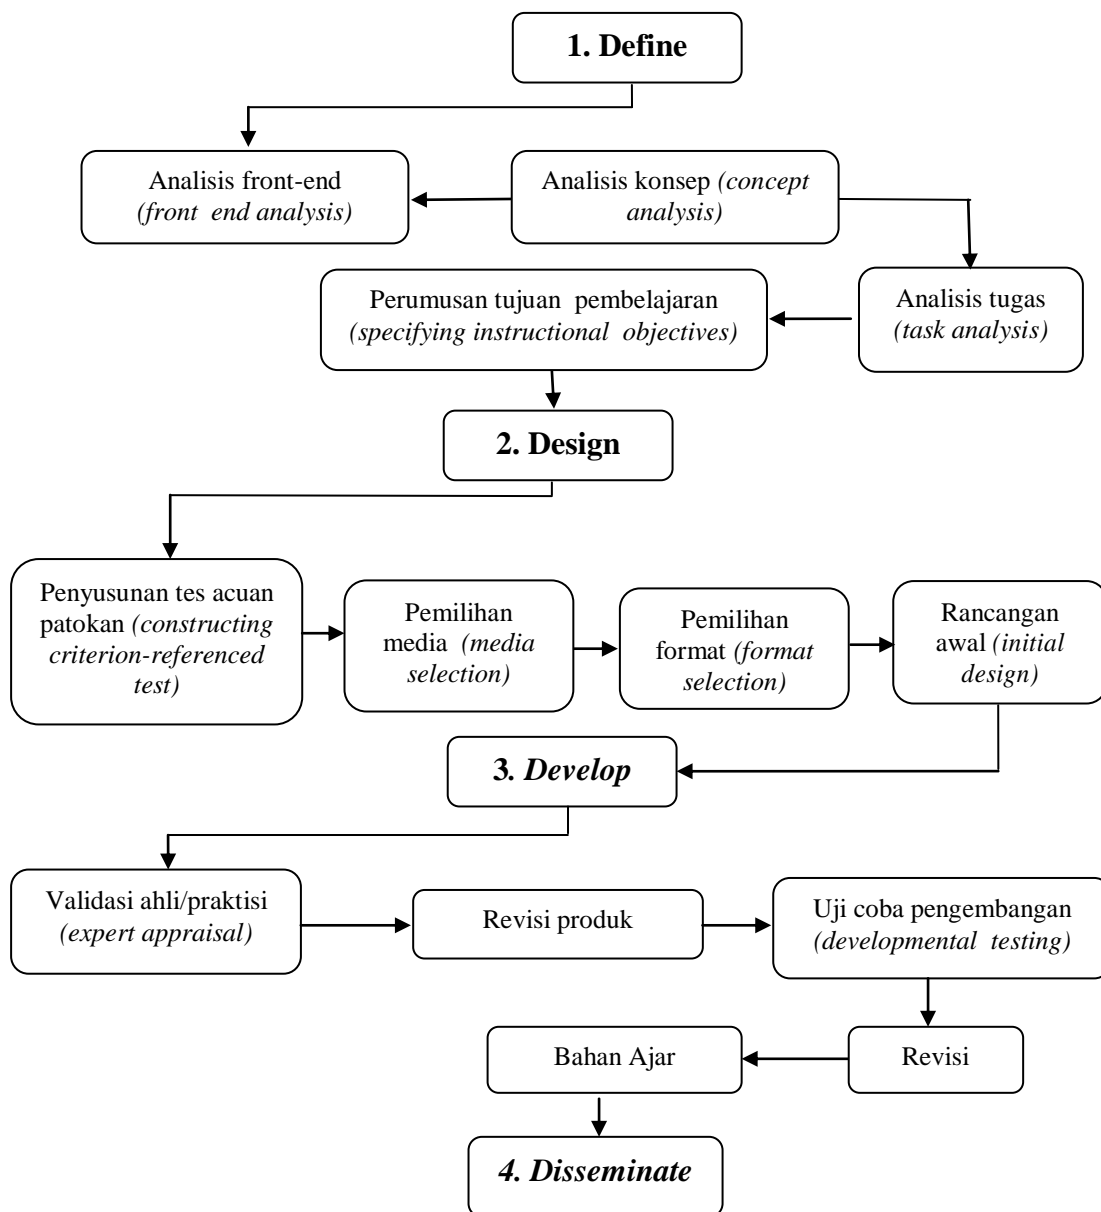 1. Define
Analisis front-end
(front end analysis)
Analisis konsep (concept
analysis)
Perumusan tujuan pembelajaran
(specifying instructional objectives)
Analisis tugas
(task analysis)
2. Design
Penyusunan tes acuan
patokan (constructing
criterion-referenced
test)
Pemilihan
media (media
selection)
Pemilihan
format (format
selection)
Rancangan
awal (initial
design)
3. Develop
Validasi ahli/praktisi
(expert appraisal)
Revisi produk
Uji coba pengembangan
(developmental testing)
Bahan Ajar
Revisi
4. Disseminate